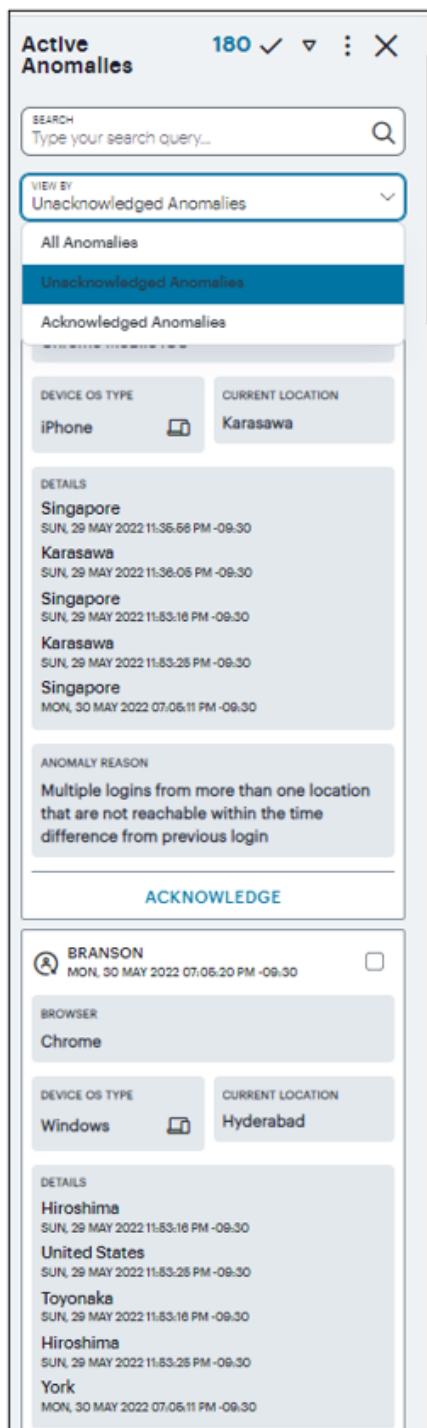 Active
Anomalies
180
SEARCH
Type your search query...
VIEW BY
Unacknowledged Anomalies
All Anomalies
Unacknowledged Anomalies
Acknowledged Anomalies
DEVICE OS TYPE
iPhone
CURRENT LOCATION
Karasawa
DETAILS
Singapore
SUN, 29 MAY 2022 11:35:56 PM -09:30
Karasawa
SUN, 29 MAY 2022 11:36:05 PM -09:30
Singapore
SUN, 29 MAY 2022 11:53:16 PM -09:30
Karasawa
SUN, 29 MAY 2022 11:53:25 PM -09:30
Singapore
MON, 30 MAY 2022 07:05:11 PM -09:30
ANOMALY REASON
Multiple logins from more than one location
that are not reachable within the time
difference from previous login
ACKNOWLEDGE
BRANSON
MON, 30 MAY 2022 07:05:20 PM -09:30
BROWSER
Chrome
DEVICE OS TYPE
Windows
CURRENT LOCATION
Hyderabad
DETAILS
Hiroshima
SUN, 29 MAY 2022 11:53:16 PM -09:30
United States
SUN, 29 MAY 2022 11:53:25 PM -09:30
Toyonaka
SUN, 29 MAY 2022 11:53:16 PM -09:30
Hiroshima
SUN, 29 MAY 2022 11:53:25 PM -09:30
York
MON, 30 MAY 2022 07:05:11 PM -09:30